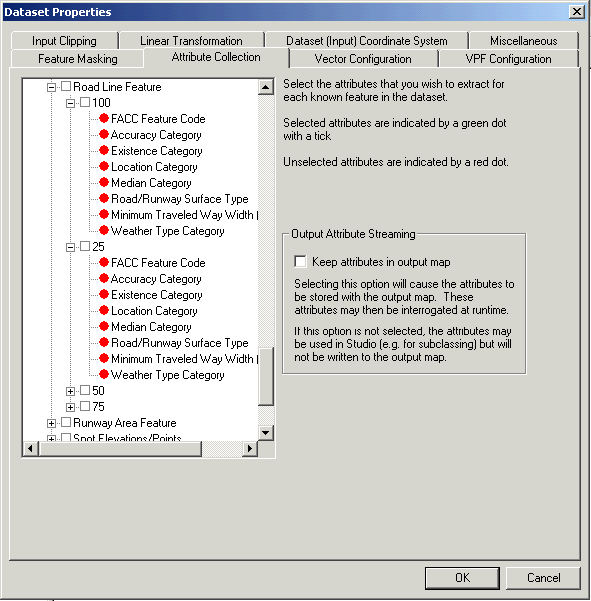 Dataset Properties
Input Clipping
Linear Transformation
Dataset (Input) Coordinate System
Miscellaneous
Feature Masking
Attribute Collection
Vector Configuration
VPF Configuration
Road Line Feature
100
FACC Feature Code
Accuracy Category
Existence Category
Location Category
Median Category
Road/Runway Surface Type
Minimum Traveled Way Width (
Weather Type Category
25
FACC Feature Code
Accuracy Category
Existence Category
Location Category
Median Category
Road/Runway Surface Type
Minimum Traveled Way Width (
Weather Type Category
50
75
Runway Area Feature
Spot Elevations/Points
Select the attributes that you wish to extract for
each known feature in the dataset.
Selected attributes are indicated by a green dot
with a tick
Unselected attributes are indicated by a red dot.
Output Attribute Streaming
Keep attributes in output map
Selecting this option will cause the attributes to
be stored with the output map. These
attributes may then be interrogated at runtime.
If this option is not selected, the attributes may
be used in Studio (e.g. for subclassing) but will
not be written to the output map.
OK
Cancel